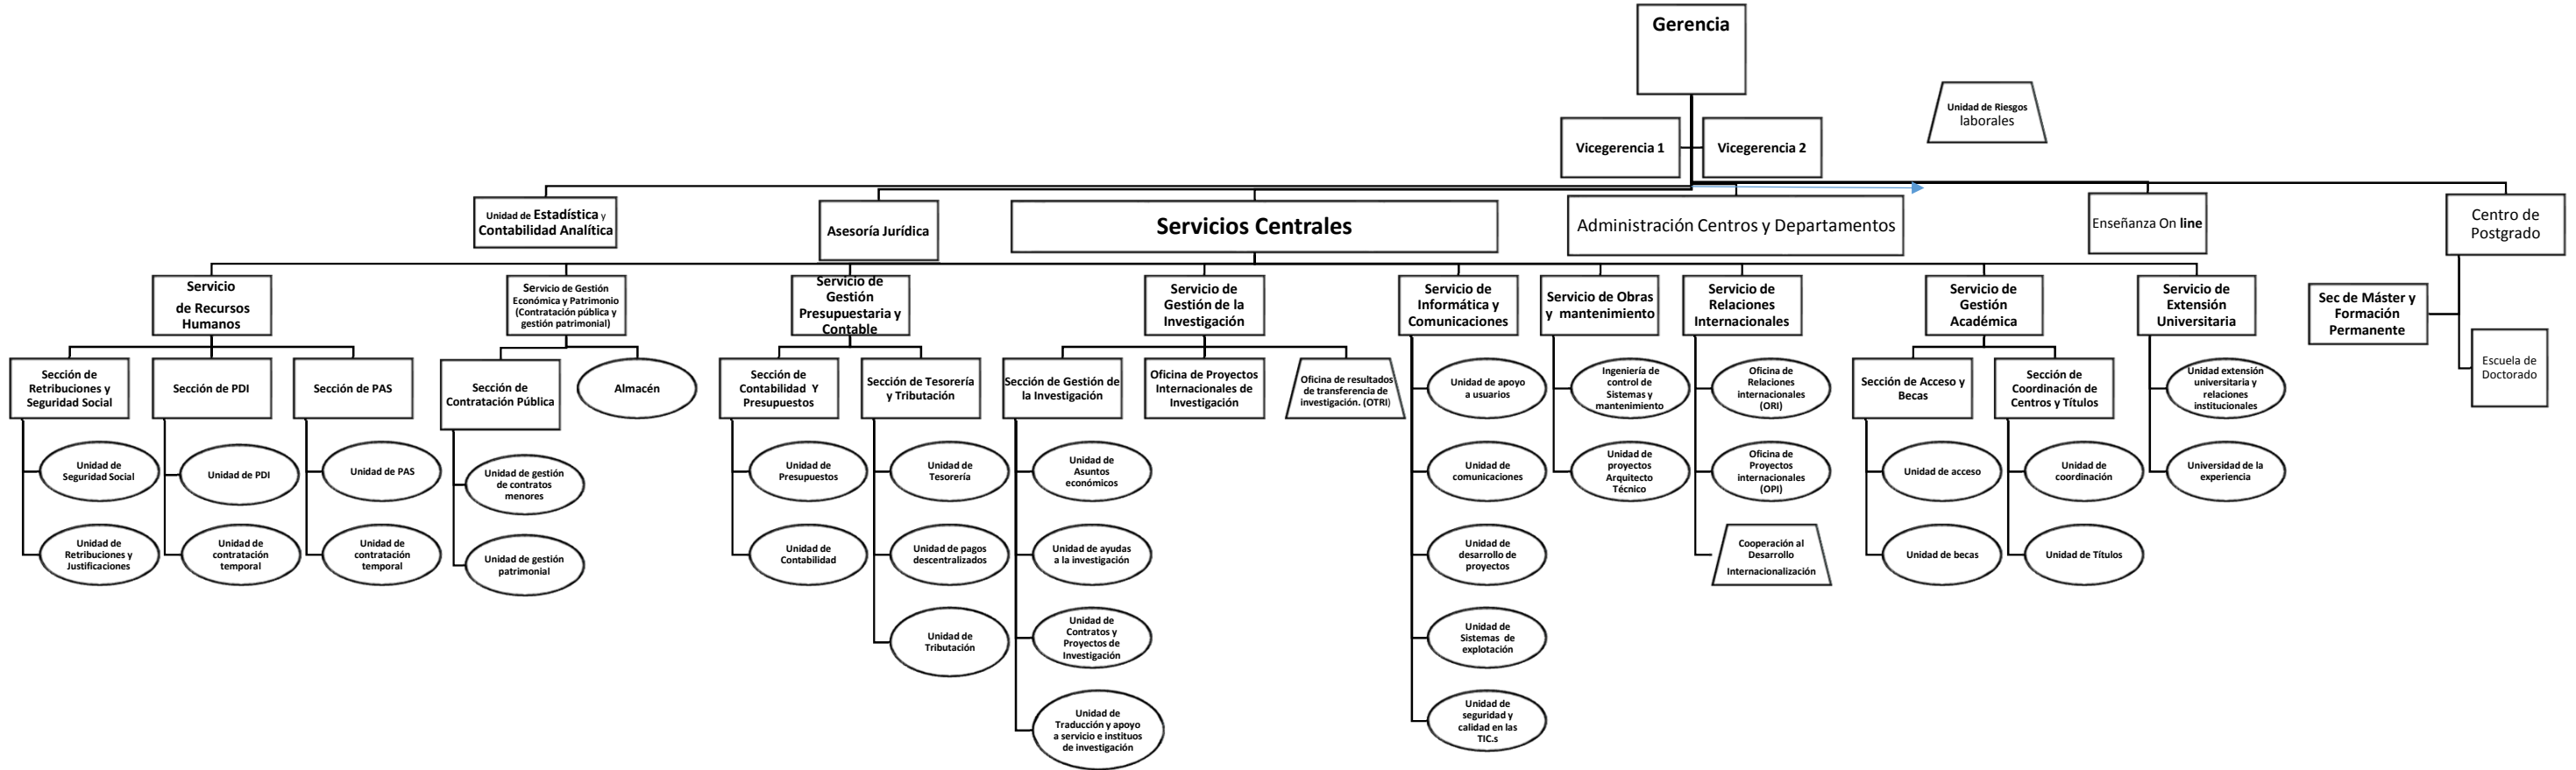 Gerencia
Unidad de Riesgos
laborales
Vicegerencia 1
Vicegerencia 2
Unidad de Estadística y
Contabilidad Analítica
Asesoría Jurídica
Servicios Centrales
Administración Centros y Departamentos
Enseñanza On line
Centro de
Postgrado
Servicio
de Recursos
Humanos
Servicio de Gestión
Económica y Patrimonio
(Contratación pública y
gestión patrimonial)
Servicio de
Gestión
Presupuestaria y
Contable
Servicio de
Gestión de la
Investigación
Servicio de
Informática y
Comunicaciones
Servicio de Obras
y mantenimiento
Servicio de
Relaciones
Internacionales
Servicio de
Gestión
Académica
Servicio de
Extensión
Universitaria
Sec de Máster y
Formación
Permanente
Escuela de
Doctorado
Sección de
Retribuciones y
Seguridad Social
Sección de PDI
Sección de PAS
Sección de
Contratación Pública
Almacén
Sección de
Contabilidad Y
Presupuestos
Sección de Tesorería
y Tributación
Sección de Gestión de
la Investigación
Oficina de Proyectos
Internacionales de
Investigación
Oficina de resultados
de transferencia de
investigación. (OTRI)
Unidad de apoyo
a usuarios
Ingeniería de
control de
Sistemas y
mantenimiento
Oficina de
Relaciones
internacionales
(ORI)
Sección de Acceso y
Becas
Sección de
Coordinación de
Centros y Títulos
Unidad extensión
universitaria y
relaciones
institucionales
Unidad de
Seguridad Social
Unidad de PDI
Unidad de PAS
Unidad de gestión
de contratos
menores
Unidad de
Presupuestos
Unidad de
Tesorería
Unidad de
Asuntos
económicos
Unidad de
comunicaciones
Unidad de
proyectos
Arquitecto
Técnico
Oficina de
Proyectos
internacionales
(OPI)
Unidad de acceso
Unidad de
coordinación
Universidad de la
experiencia
Unidad de
Retribuciones y
Justificaciones
Unidad de
contratación
temporal
Unidad de
contratación
temporal
Unidad de gestión
patrimonial
Unidad de
Contabilidad
Unidad de pagos
descentralizados
Unidad de ayudas
a la investigación
Unidad de
desarrollo de
proyectos
Cooperación al
Desarrollo
Internacionalización
Unidad de becas
Unidad de Títulos
Unidad de
Tributación
Unidad de
Contratos y
Proyectos de
Investigación
Unidad de
Sistemas de
explotación
Unidad de
Traducción y apoyo
a servicio e instituos
de investigación
Unidad de
seguridad y
calidad en las
TIC.s